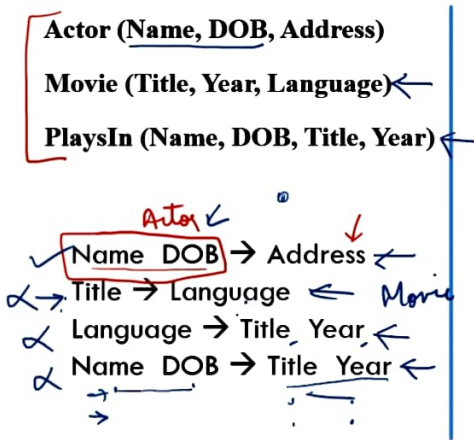 Actor (Name, DOB, Address)
Movie (Title, Year, Language)
PlaysIn (Name, DOB, Title, Year)
Actor
Name DOB → Address
Title → Language Movie
Language → Title Year
Name DOB → Title Year